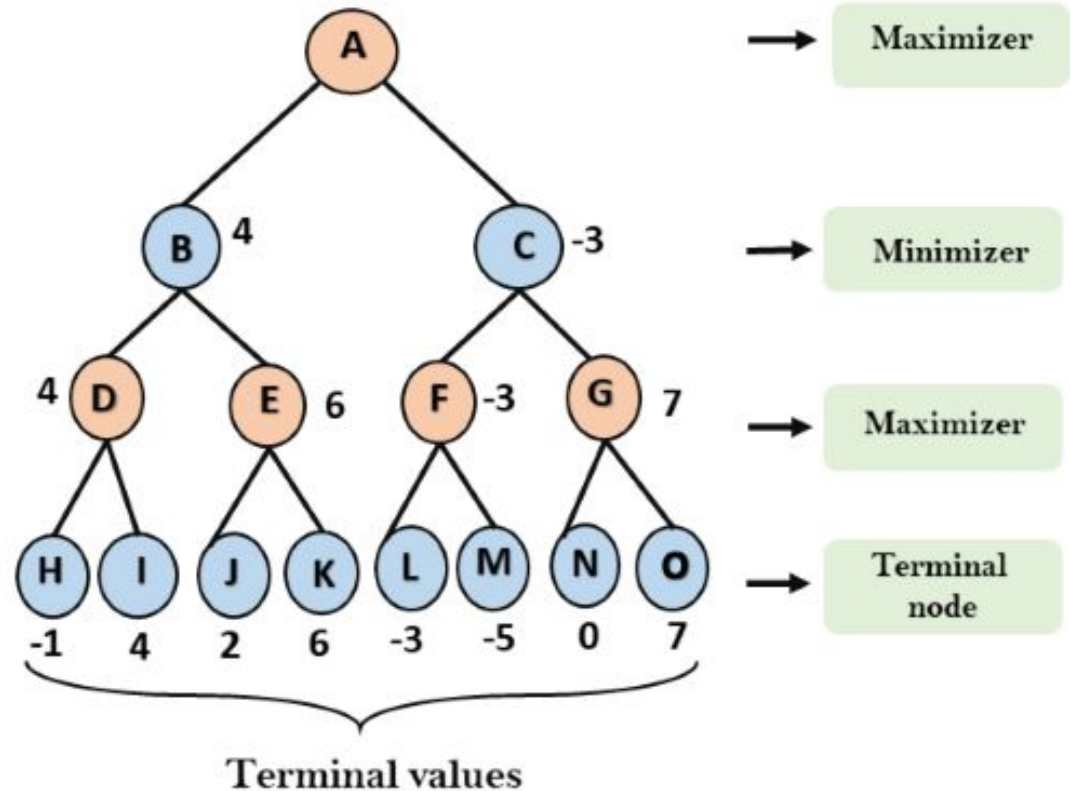 A
Maximizer
B 4
C -3
Minimizer
4 D
E 6
F -3
G 7
Maximizer
H I J K L M N O
Terminal
node
-1 4 2 6 -3 -5 0 7
Terminal values